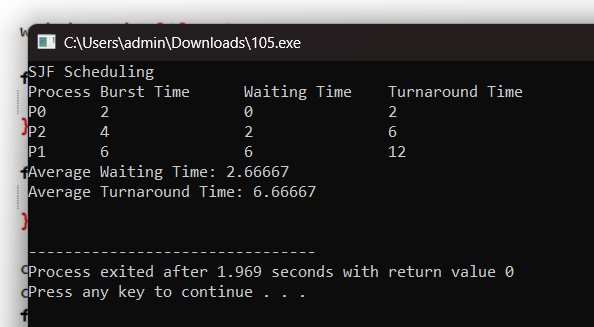 C:\Users\admin\Downloads\105.exe
SJF Scheduling
Process Burst Time Waiting Time Turnaround Time
P0 2 0 2
P2 4 2 6
P1 6 6 12
Average Waiting Time: 2.66667
Average Turnaround Time: 6.66667
--------------------------------
Process exited after 1.969 seconds with return value 0
Press any key to continue . . .